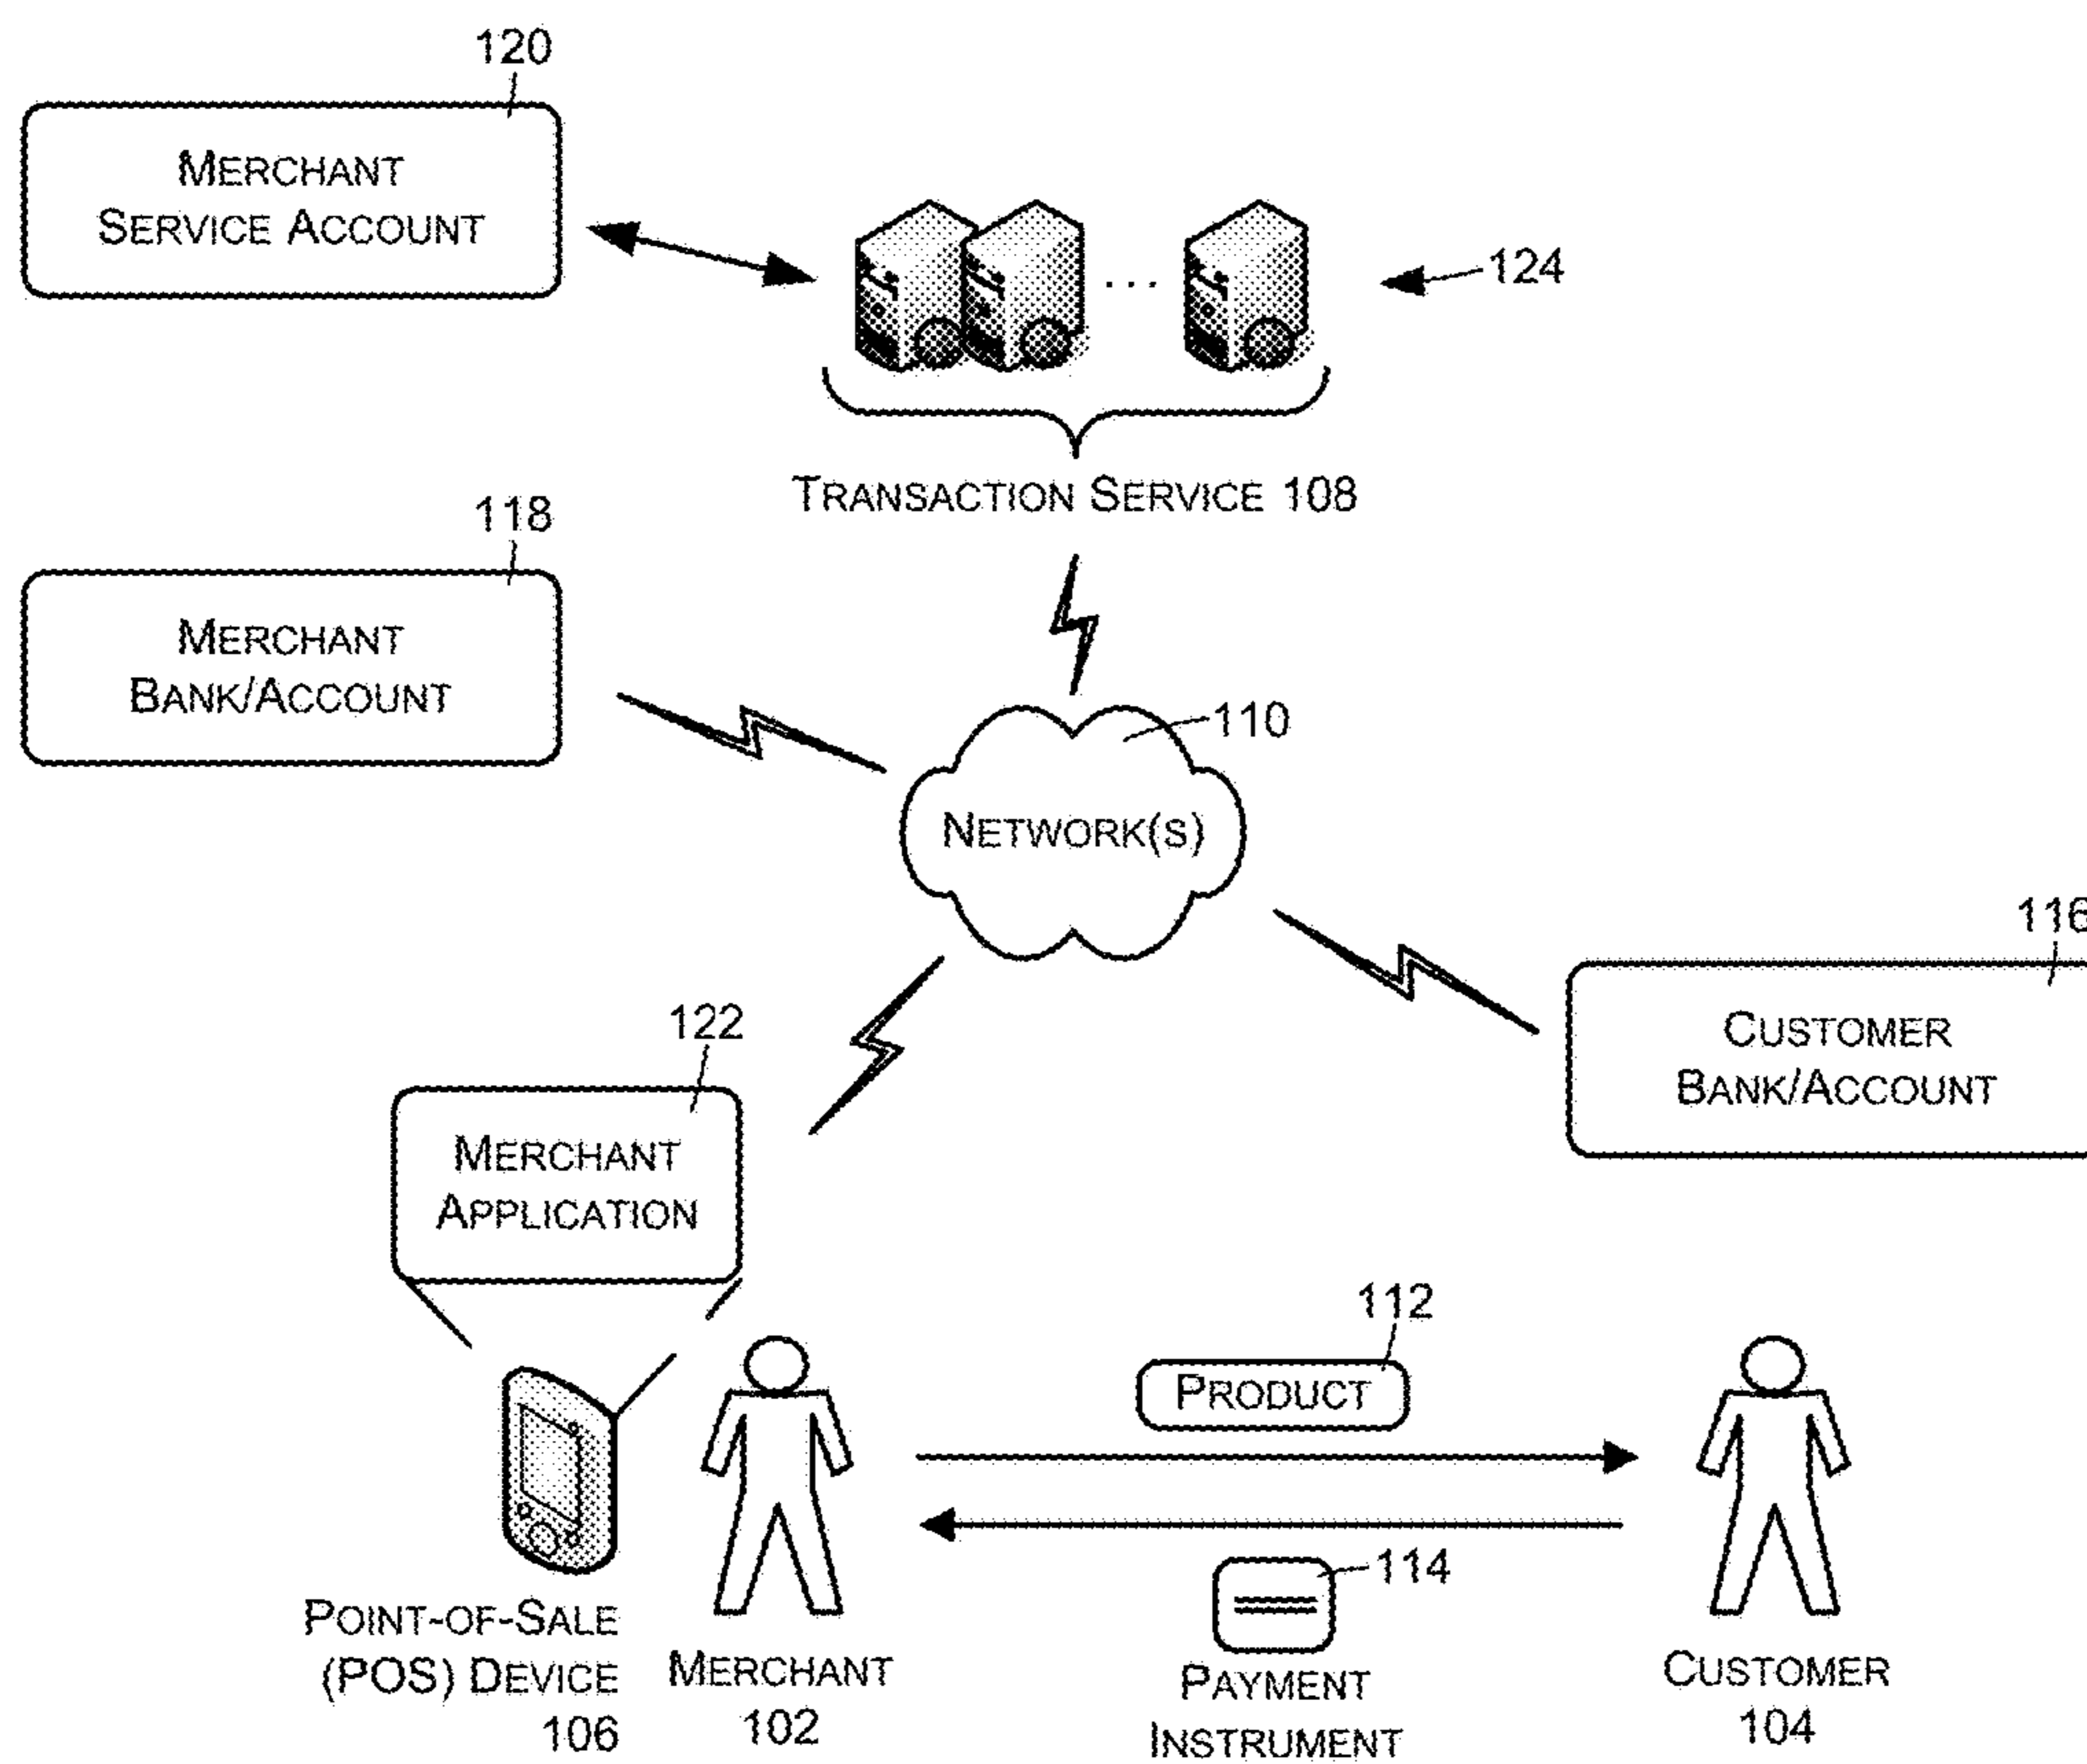 120
MERCHANT
SERVICE ACCOUNT
124
TRANSACTION SERVICE 108
118
MERCHANT
BANK/ACCOUNT
110
NETWORK(S)
116
CUSTOMER
BANK/ACCOUNT
122
MERCHANT
APPLICATION
112
PRODUCT
114
POINT-OF-SALE
(POS) DEVICE
106
MERCHANT
102
PAYMENT
INSTRUMENT
CUSTOMER
104